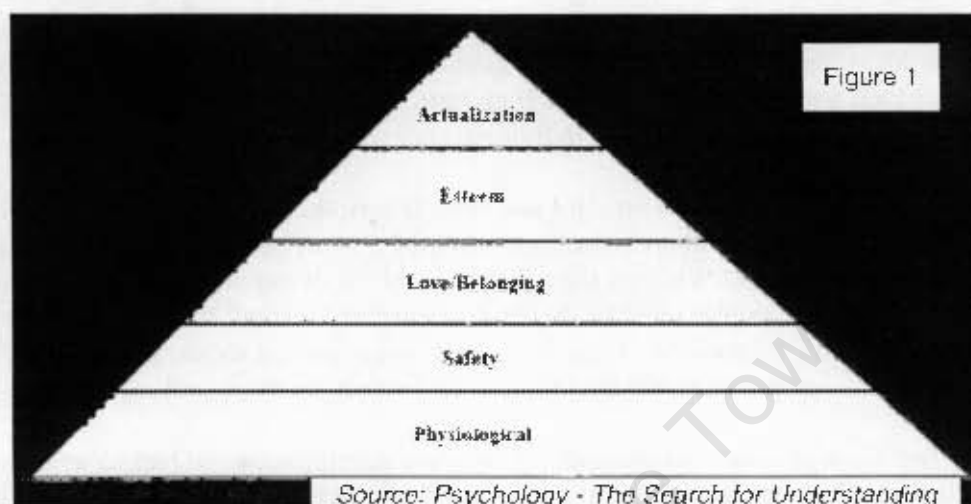 Figure 1
Actualization
Esteem
Love/Belonging
Safety
Physiological
Source: Psychology - The Search for Understanding